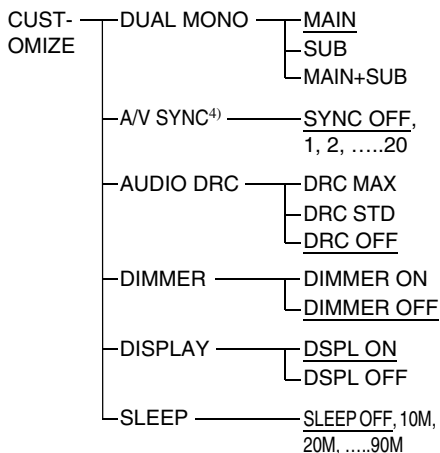 CUST-
OMIZE
DUAL MONO
MAIN
SUB
MAIN+SUB
A/V SYNC4)
SYNC OFF,
1, 2, .....20
AUDIO DRC
DRC MAX
DRC STD
DRC OFF
DIMMER
DIMMER ON
DIMMER OFF
DISPLAY
DSPL ON
DSPL OFF
SLEEP
SLEEP OFF, 10M,
20M, .....90M